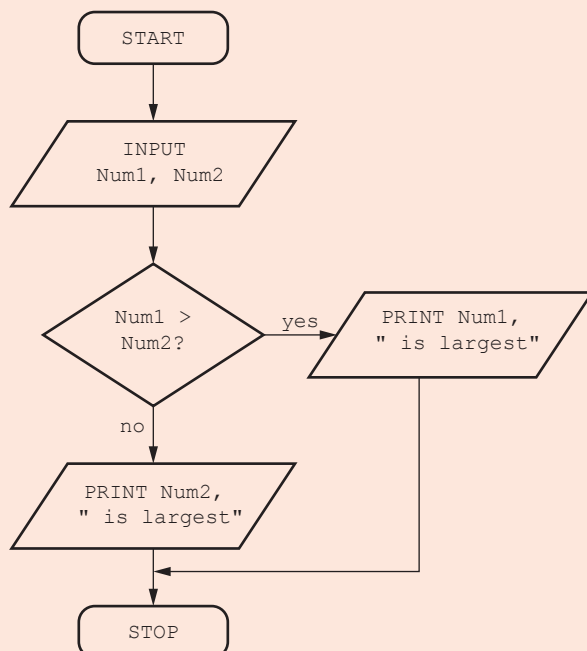 START
INPUT
Num1, Num2
Num1 >
Num2?
yes
PRINT Num1,
" is largest"
no
PRINT Num2,
" is largest"
STOP